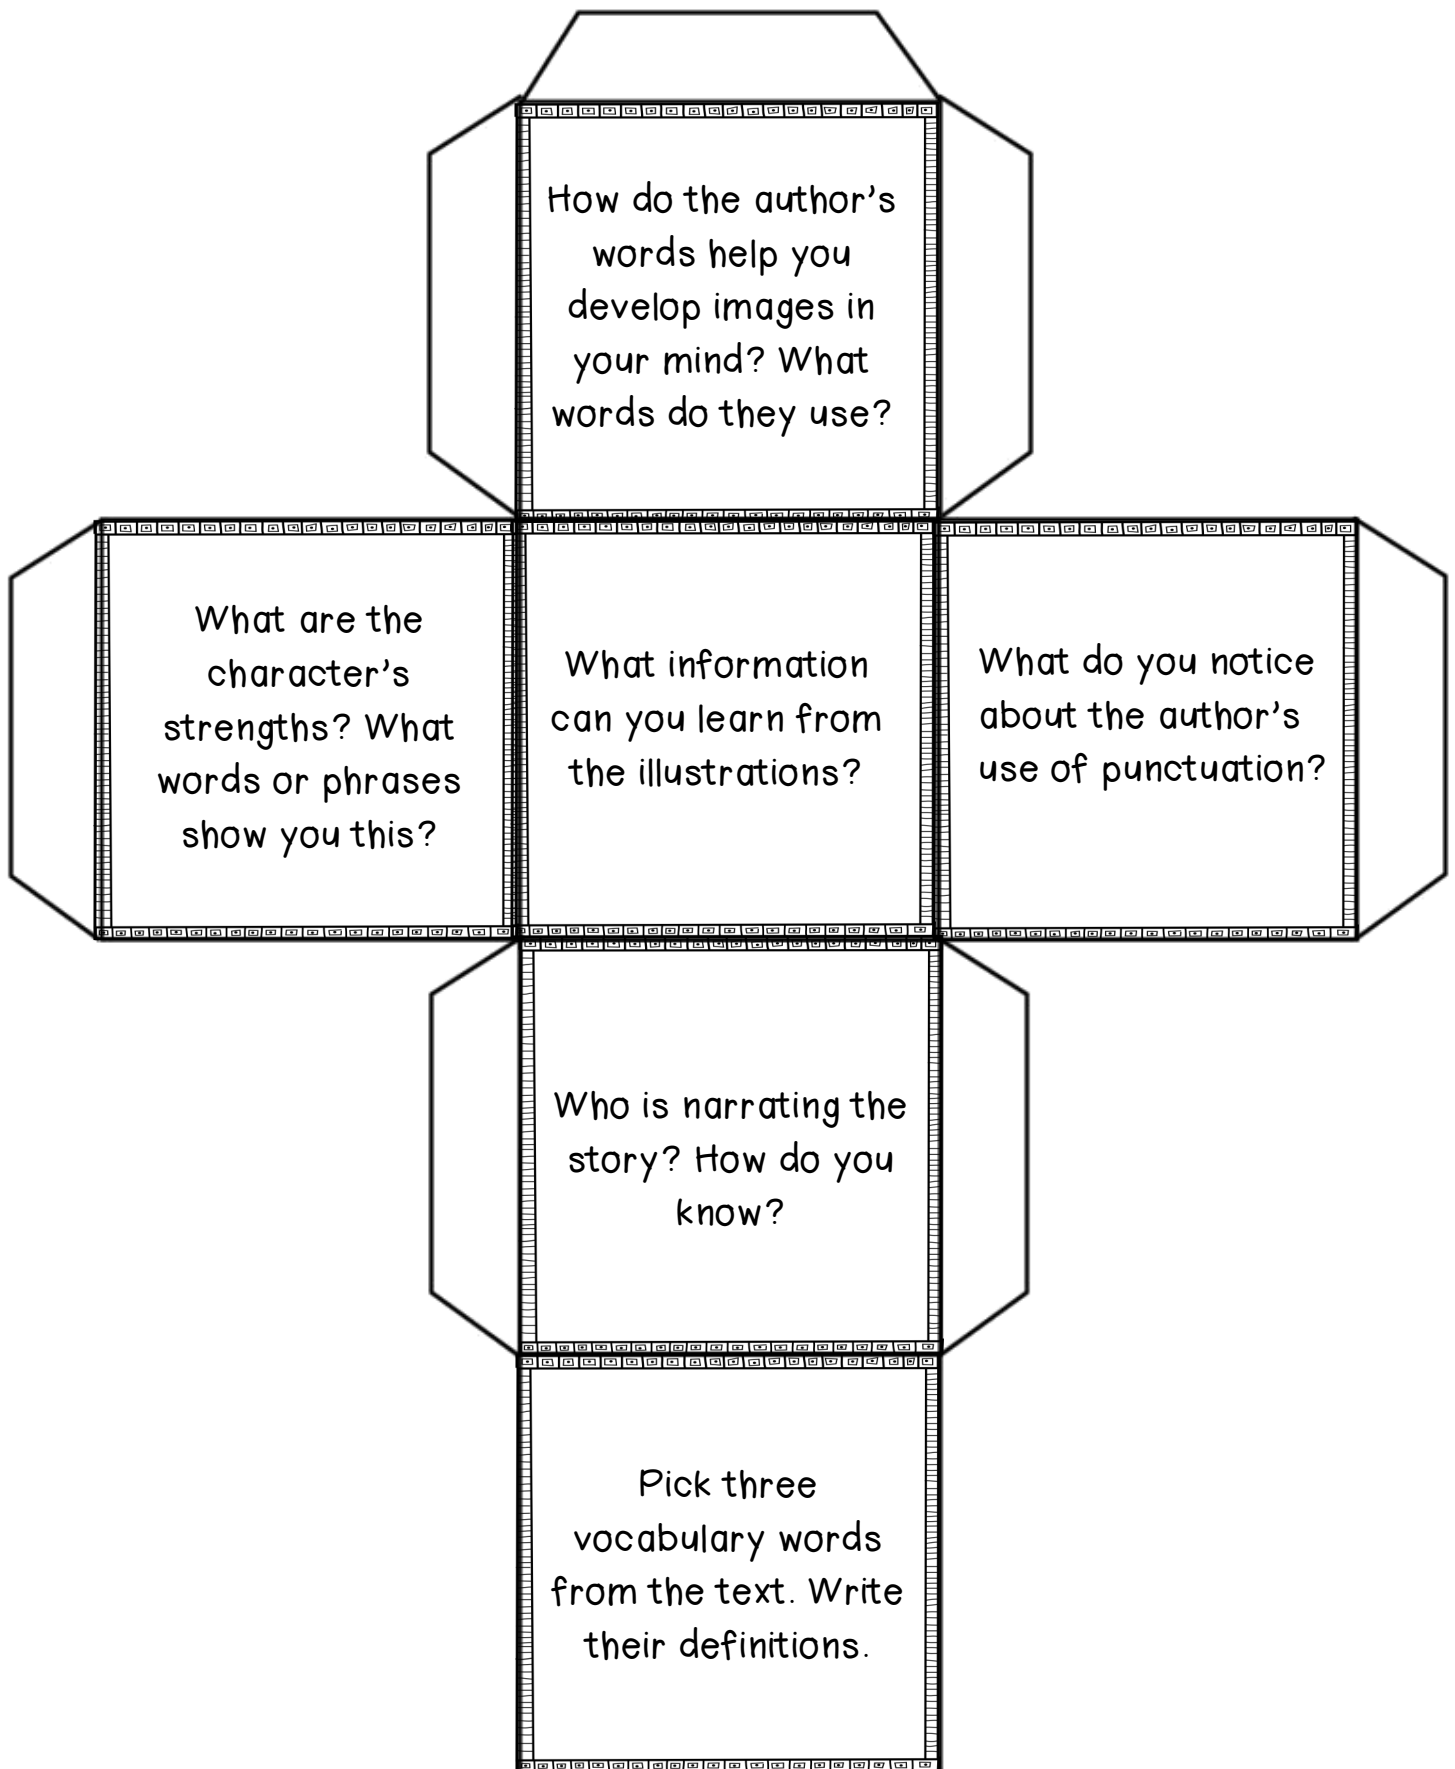 How do the author's
words help you
develop images in
your mind? What
words do they use?
What are the
character's
strengths? What
words or phrases
show you this?
What information
can you learn from
the illustrations?
What do you notice
about the author's
use of punctuation?
Who is narrating the
story? How do you
know?
Pick three
vocabulary words
from the text. Write
their definitions.